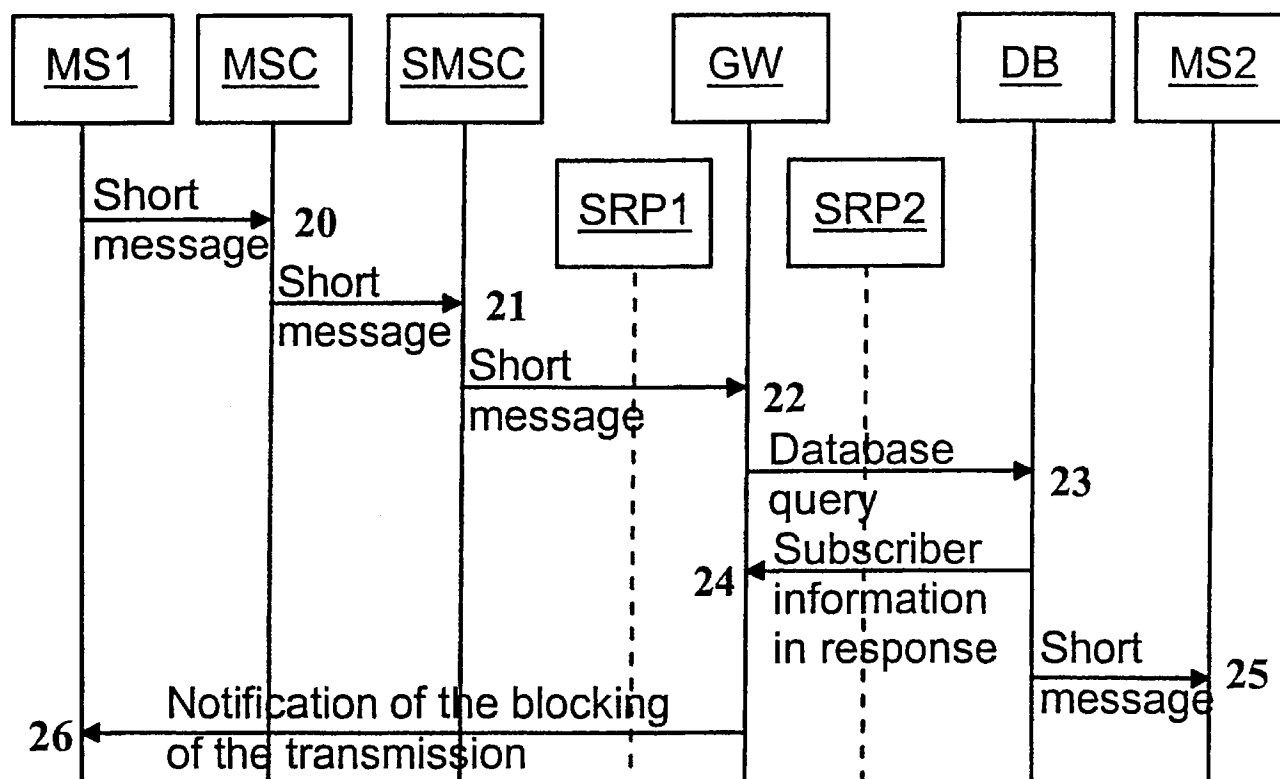 MS1 MSC SMSC GW DB MS2
SRP1 SRP2
Short
message 20
Short
message 21
Short
message 22
Database
query 23
Subscriber
information
in response 24
Short
message 25
Notification of the blocking
of the transmission 26